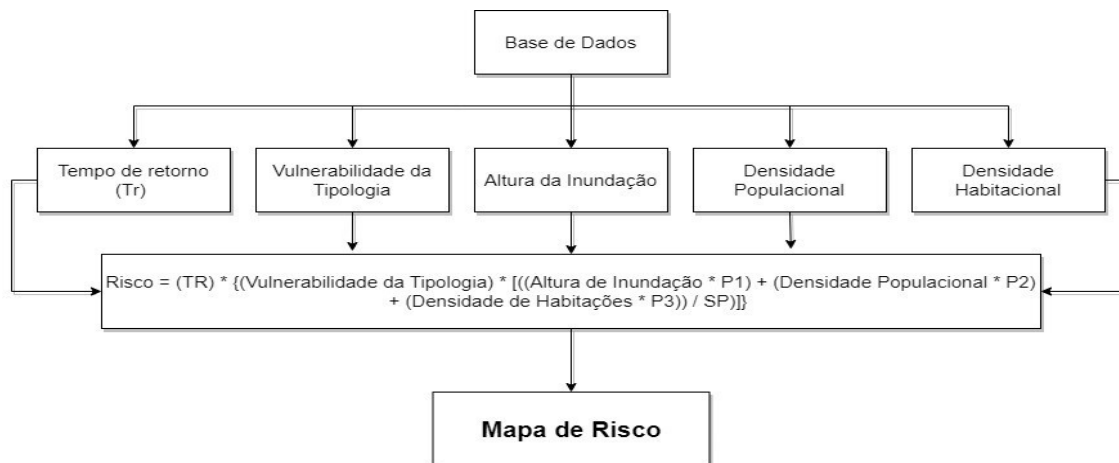 Base de Dados
Tempo de retorno
(Tr)
Vulnerabilidade da
Tipologia
Altura da Inundação
Densidade
Populacional
Densidade
Habitacional
Risco = (TR) * {(Vulnerabilidade da Tipologia) * [((Altura de Inundação * P1) + (Densidade Populacional * P2)
+ (Densidade de Habitações * P3)) / SP)]}
Mapa de Risco